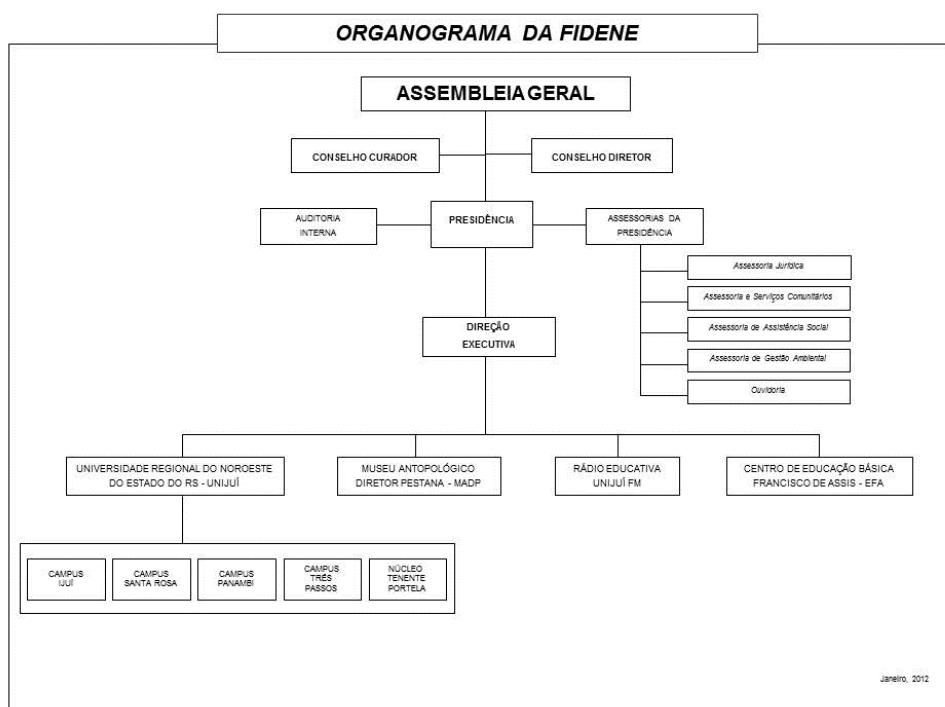 ORGANOGRAMA DA FIDENE
ASSEMBLEIA GERAL
CONSELHO CURADOR
CONSELHO DIRETOR
AUDITORIA
INTERNA
PRESIDÊNCIA
ASSESSORIAS DA
PRESIDÊNCIA
Assessoria Jurídica
Assessoria e Serviços Comunitários
Assessoria de Assistência Social
Assessoria de Gestão Ambiental
Ouvidoria
DIREÇÃO
EXECUTIVA
UNIVERSIDADE REGIONAL DO NOROESTE
DO ESTADO DO RS - UNIJUÍ
MUSEU ANTOPOLÓGICO
DIRETOR PESTANA - MADP
RÁDIO EDUCATIVA
UNIJUÍ FM
CENTRO DE EDUCAÇÃO BÁSICA
FRANCISCO DE ASSIS - EFA
CAMPUS
IJUÍ
CAMPUS
SANTA ROSA
CAMPUS
PANAMBI
CAMPUS
TRÊS
PASSOS
NÚCLEO
TENENTE
PORTELA
Janeiro, 2012